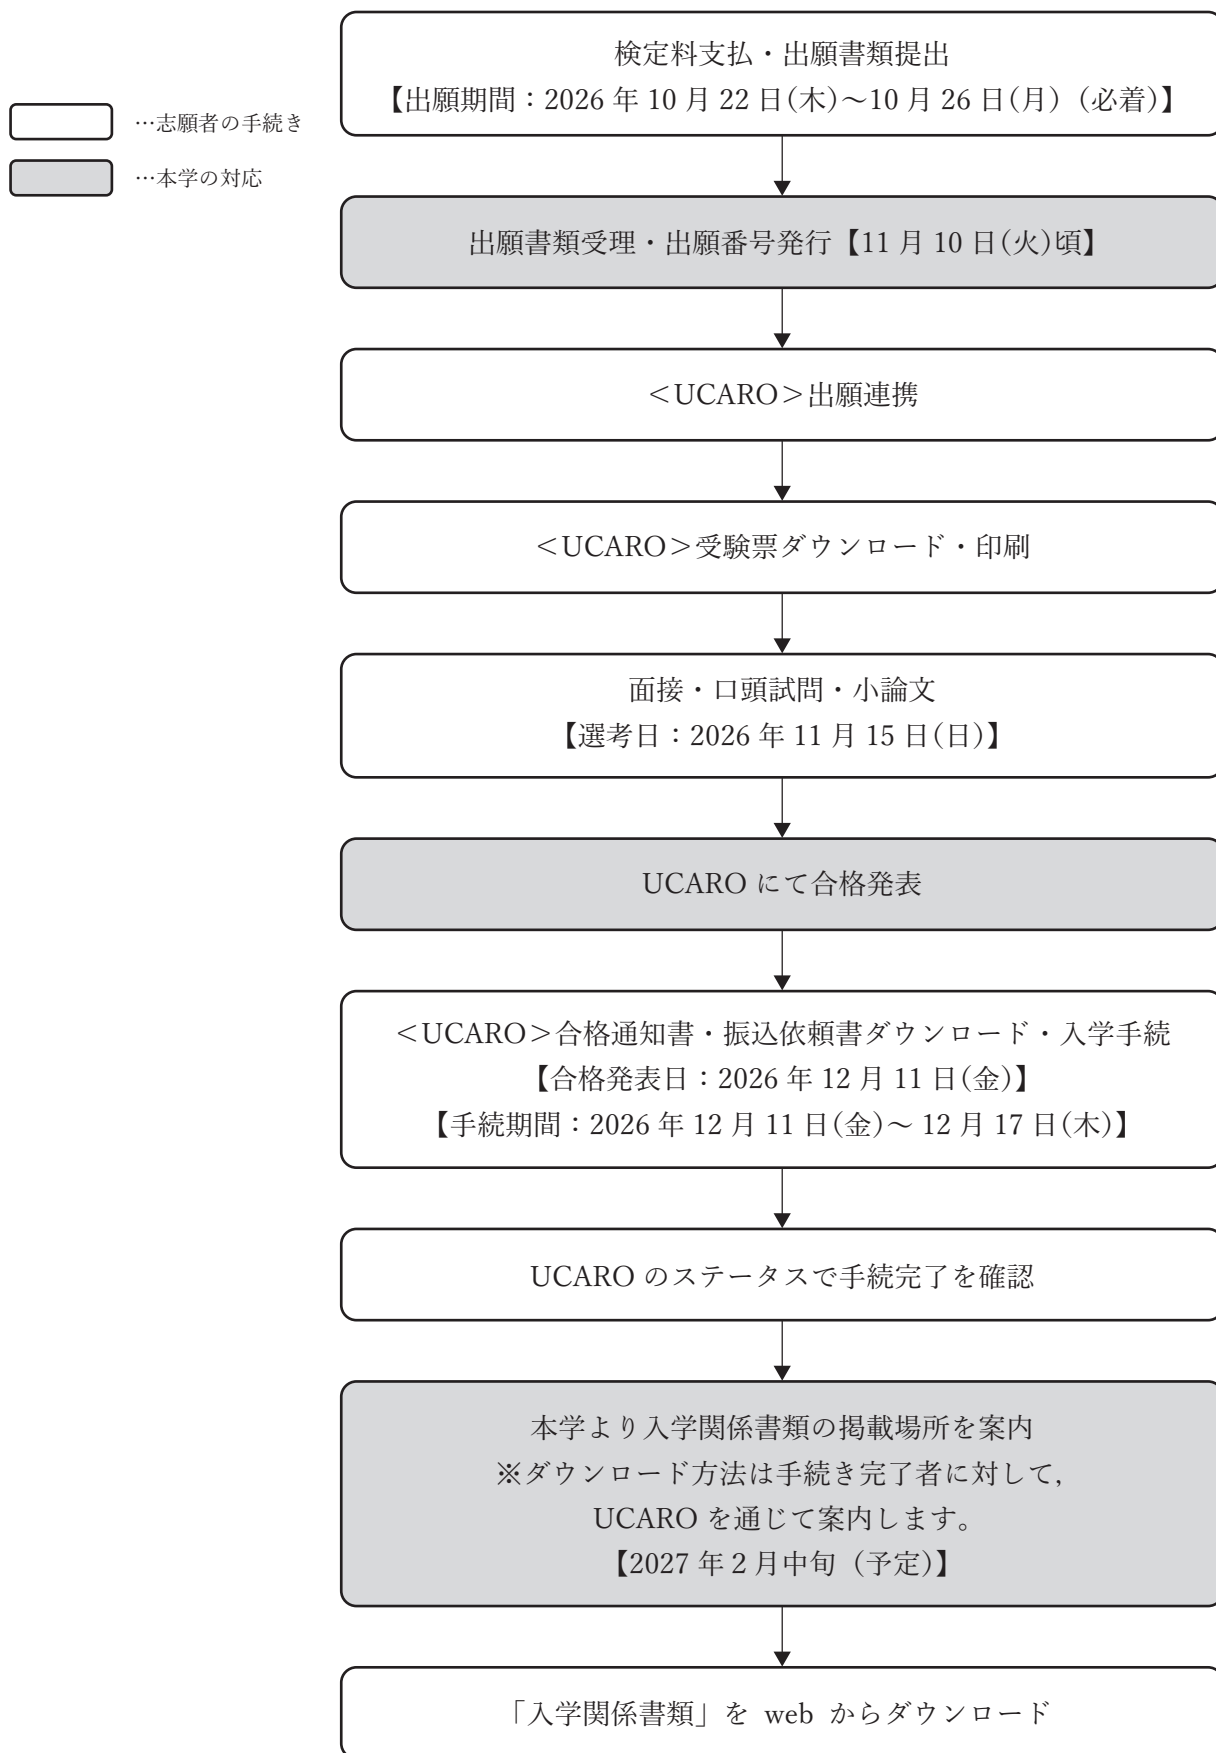 検定料支払・出願書類提出
【出願期間：2026 年 10 月 22 日(木)～10 月 26 日(月)（必着）】
…志願者の手続き
…本学の対応
出願書類受理・出願番号発行【11 月 10 日(火)頃】
＜UCARO＞出願連携
＜UCARO＞受験票ダウンロード・印刷
面接・口頭試問・小論文
【選考日：2026 年 11 月 15 日(日)】
UCARO にて合格発表
＜UCARO＞合格通知書・振込依頼書ダウンロード・入学手続
【合格発表日：2026 年 12 月 11 日(金)】
【手続期間：2026 年 12 月 11 日(金)～ 12 月 17 日(木)】
UCARO のステータスで手続完了を確認
本学より入学関係書類の掲載場所を案内
※ダウンロード方法は手続き完了者に対して,
UCARO を通じて案内します。
【2027 年 2 月中旬（予定）】
「入学関係書類」を web からダウンロード